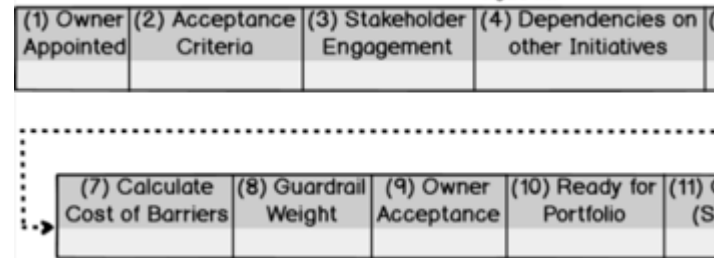 (1) Owner Appointed
(2) Acceptance Criteria
(3) Stakeholder Engagement
(4) Dependencies on other Initiatives
(7) Calculate Cost of Barriers
(8) Guardrail Weight
(9) Owner Acceptance
(10) Ready for Portfolio
(11)